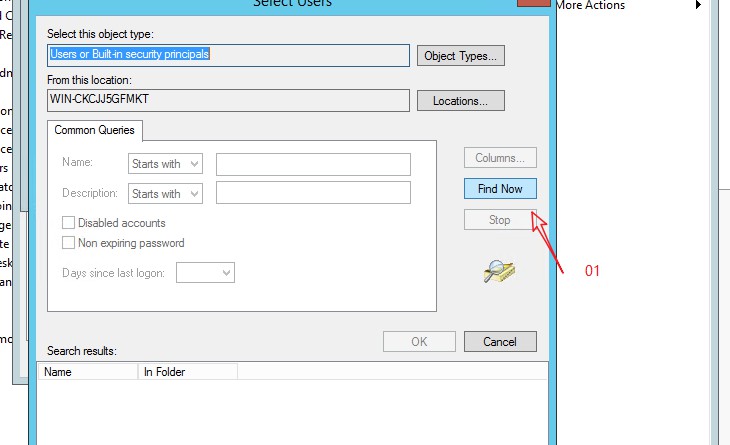 Select Users
More Actions
Select this object type:
Users or Built-in security principals
Object Types...
From this location:
WIN-CKCJJ5GFMKT
Locations...
Common Queries
Name:
Starts with
Columns...
Description:
Starts with
Find Now
Disabled accounts
Stop
Non expiring password
Days since last logon:
01
OK
Cancel
Search results:
Name
In Folder